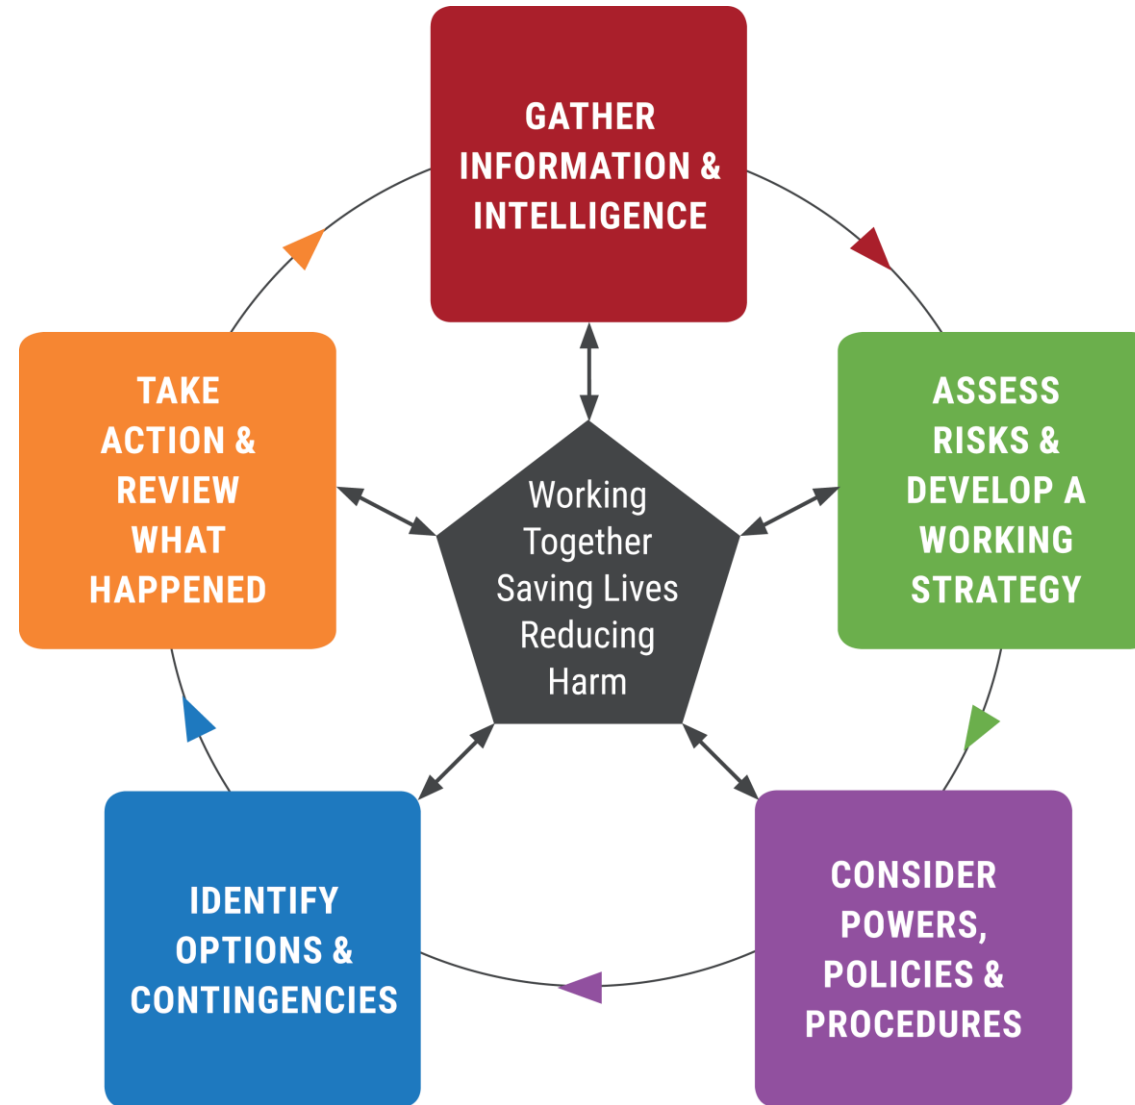 GATHER
INFORMATION &
INTELLIGENCE
ASSESS
RISKS &
DEVELOP A
WORKING
STRATEGY
CONSIDER
POWERS,
POLICIES &
PROCEDURES
IDENTIFY
OPTIONS &
CONTINGENCIES
TAKE
ACTION &
REVIEW
WHAT
HAPPENED
Working
Together
Saving Lives
Reducing
Harm